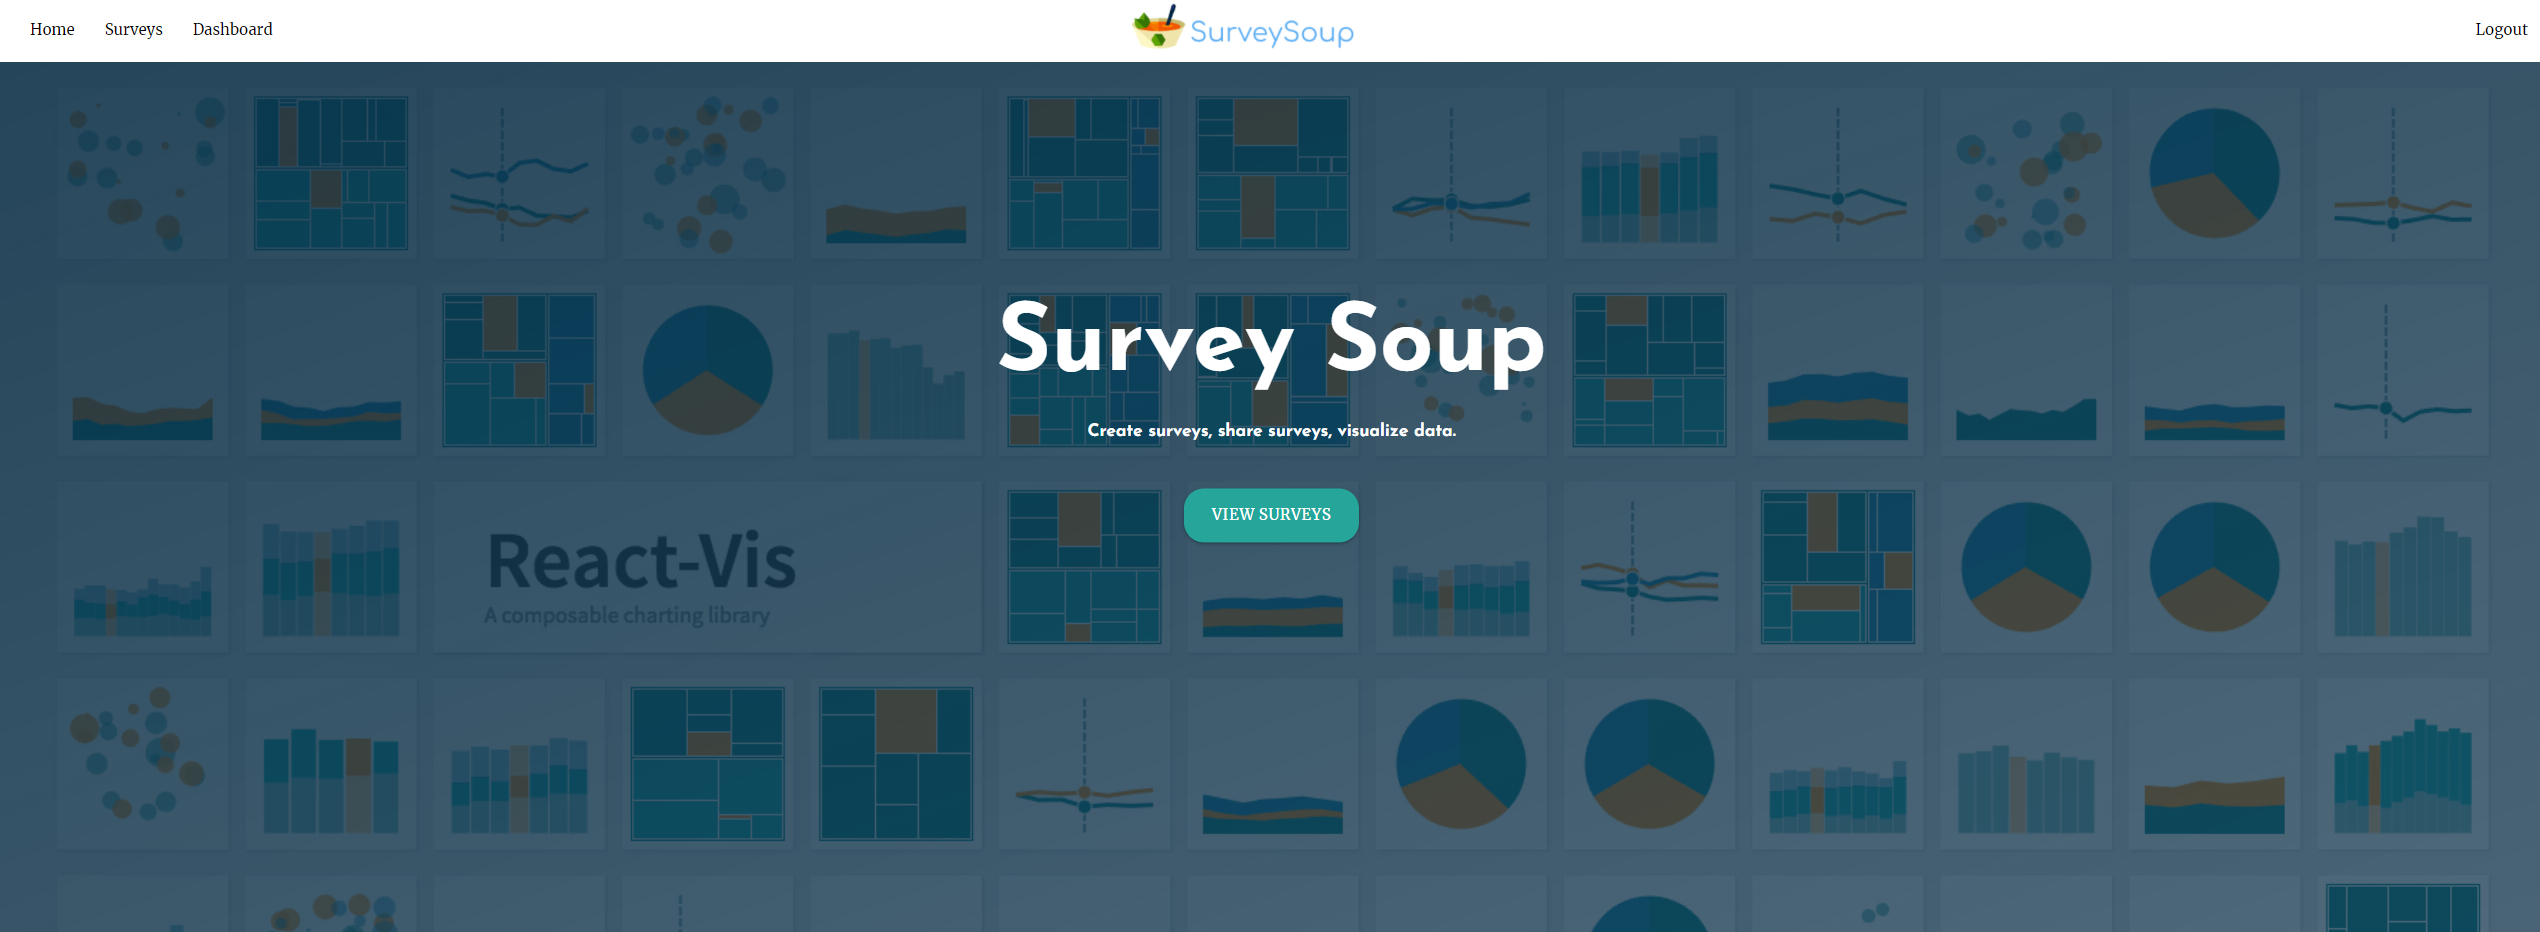 Home Surveys Dashboard SurveySoup Logout
Survey Soup
Create surveys, share surveys, visualize data.
VIEW SURVEYS
React-Vis
A composable charting library